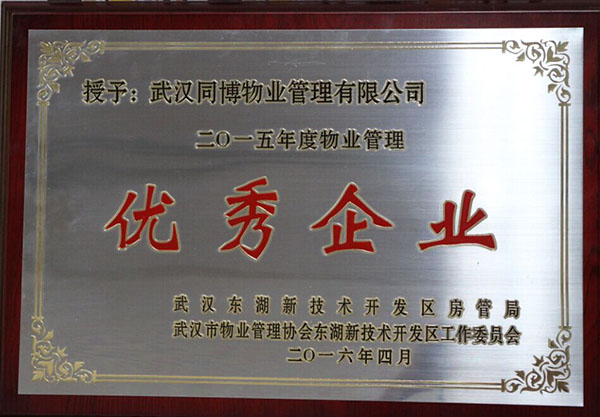 授予：武汉同博物业管理有限公司
二〇一五年度物业管理
优秀企业
武汉东湖新技术开发区房管局
武汉市物业管理协会东湖新技术开发区工作委员会
二〇一六年四月